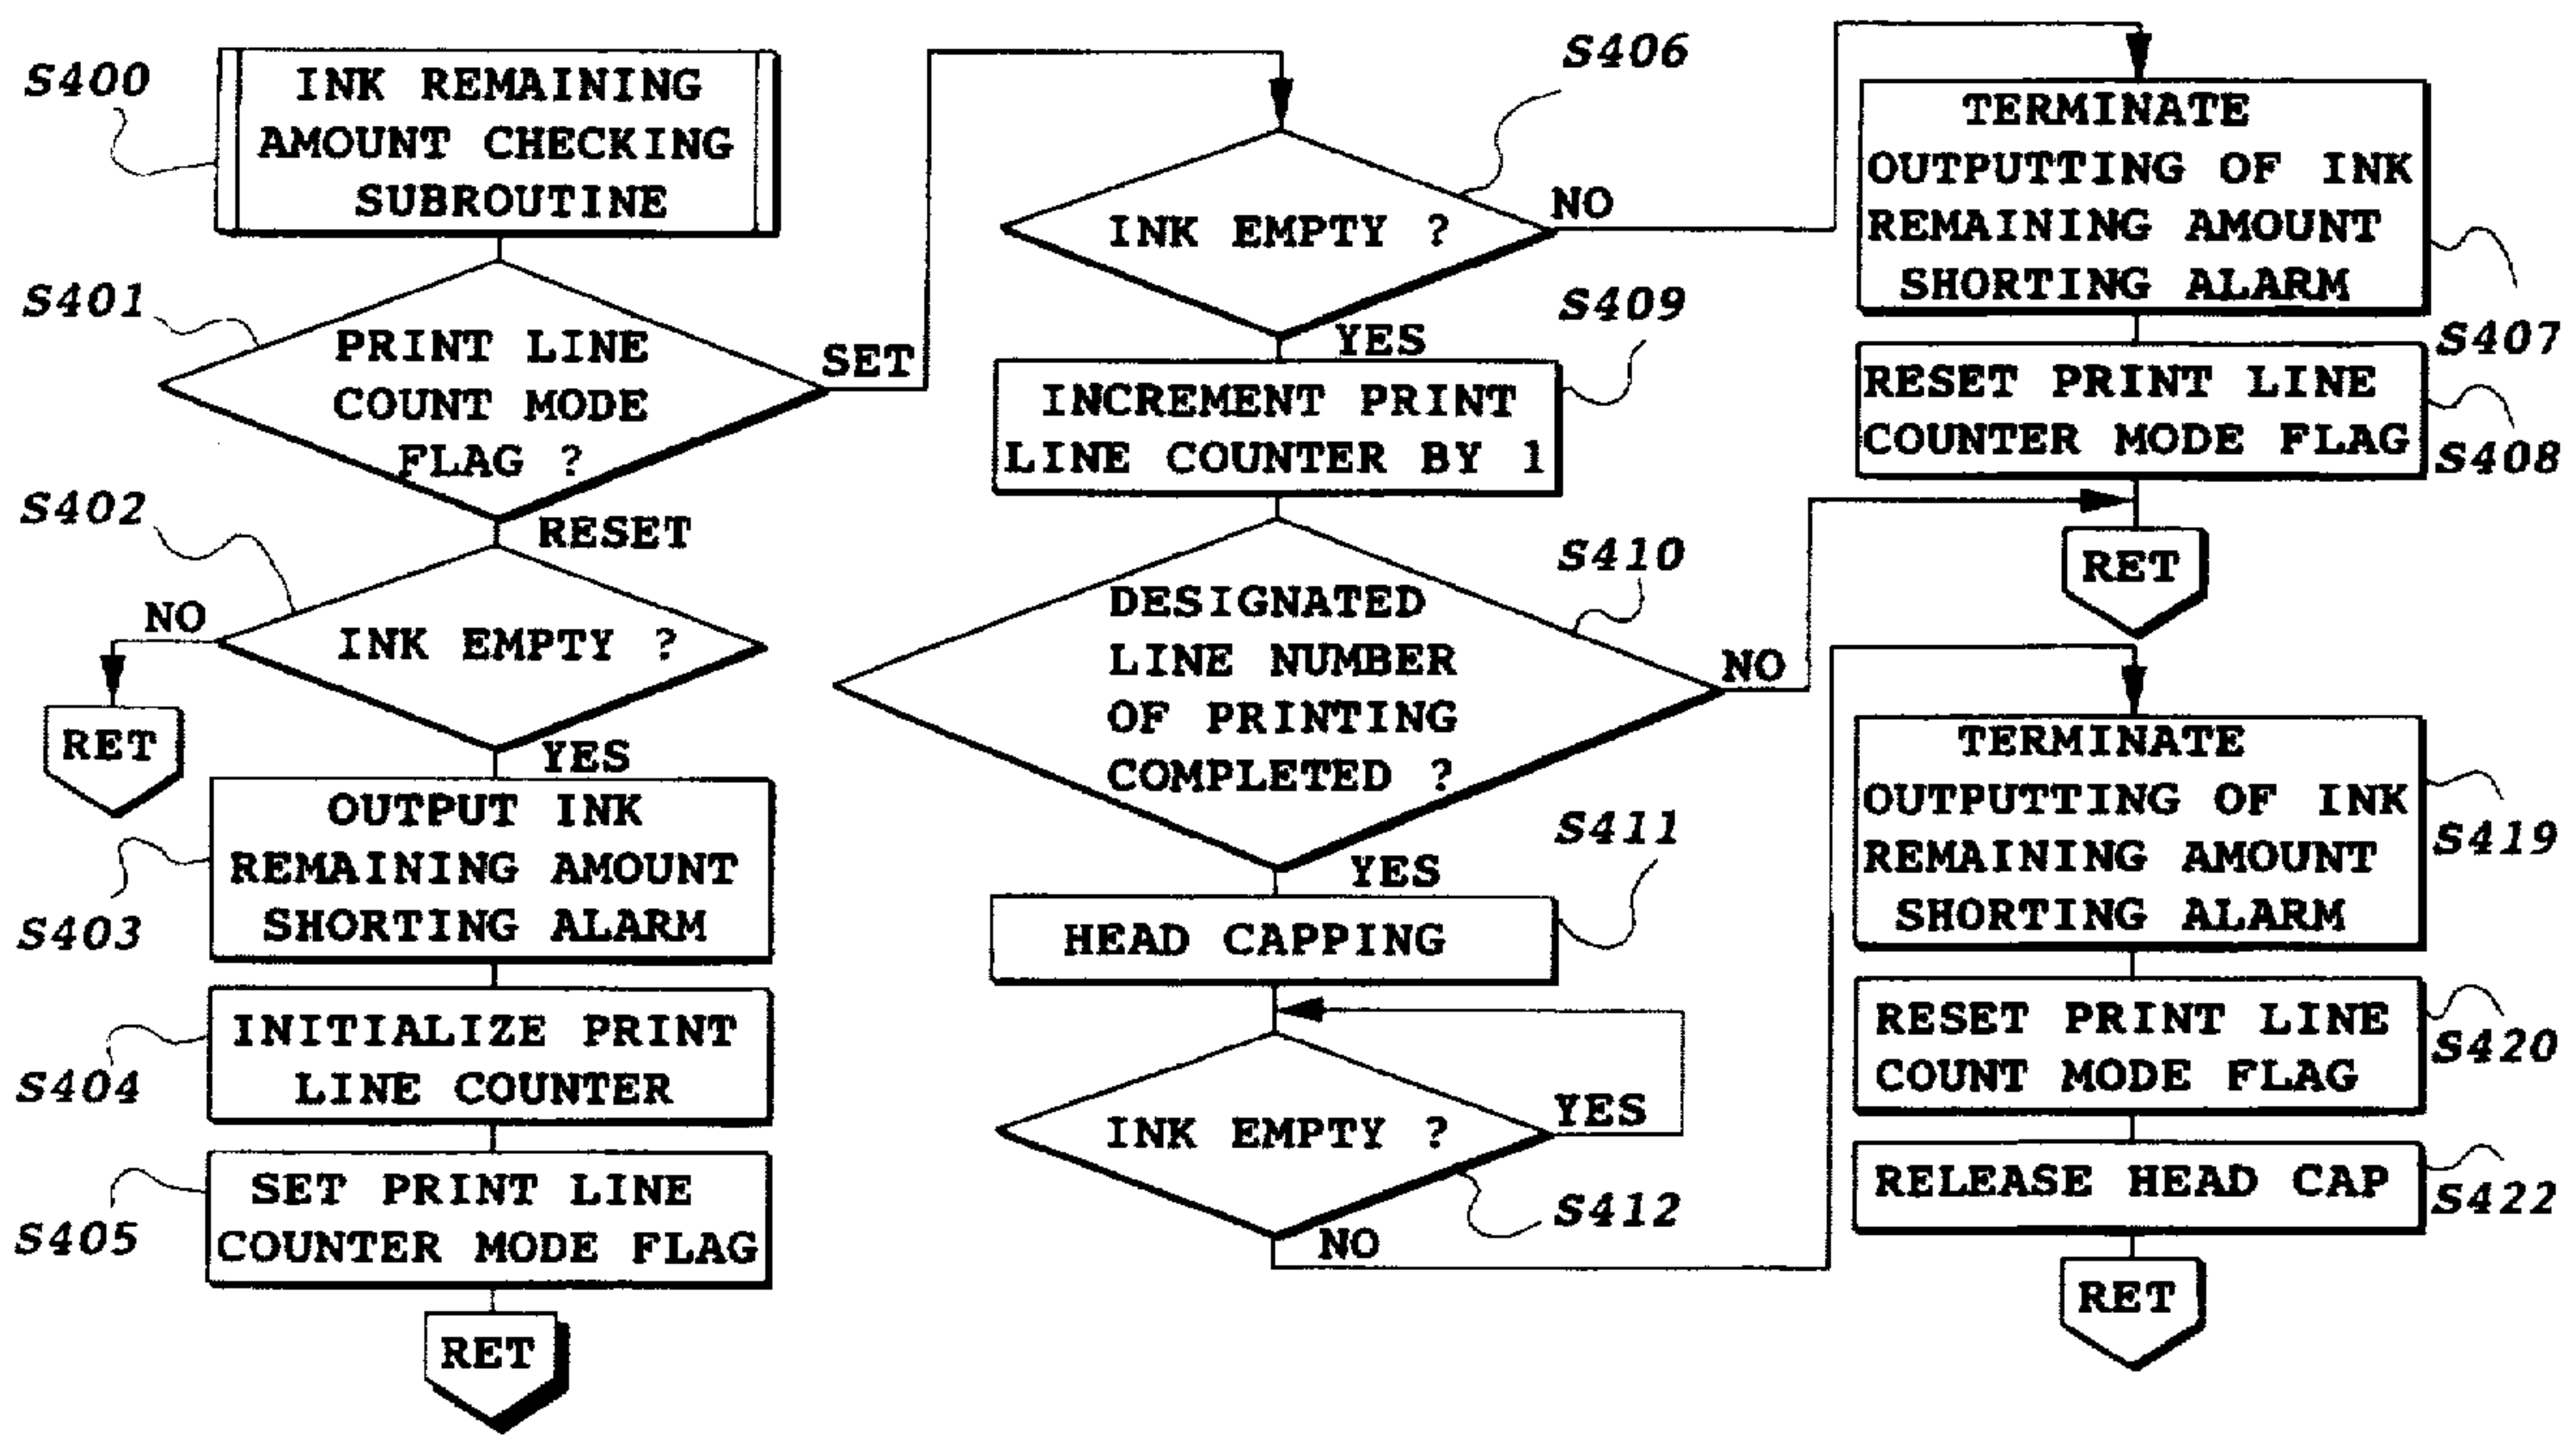 S400
INK REMAINING
AMOUNT CHECKING
SUBROUTINE
S401
PRINT LINE
COUNT MODE
FLAG ?
SET
RESET
S402
INK EMPTY ?
NO
RET
YES
OUTPUT INK
REMAINING AMOUNT
SHORTING ALARM
S403
INITIALIZE PRINT
LINE COUNTER
S404
SET PRINT LINE
COUNTER MODE FLAG
S405
RET
S406
INK EMPTY ?
NO
YES
S409
INCREMENT PRINT
LINE COUNTER BY 1
S410
DESIGNATED
LINE NUMBER
OF PRINTING
COMPLETED ?
NO
YES
S411
HEAD CAPPING
INK EMPTY ?
YES
S412
NO
TERMINATE
OUTPUTTING OF INK
REMAINING AMOUNT
SHORTING ALARM
S407
RESET PRINT LINE
COUNTER MODE FLAG
S408
RET
TERMINATE
OUTPUTTING OF INK
REMAINING AMOUNT
SHORTING ALARM
S419
RESET PRINT LINE
COUNT MODE FLAG
S420
RELEASE HEAD CAP
S422
RET